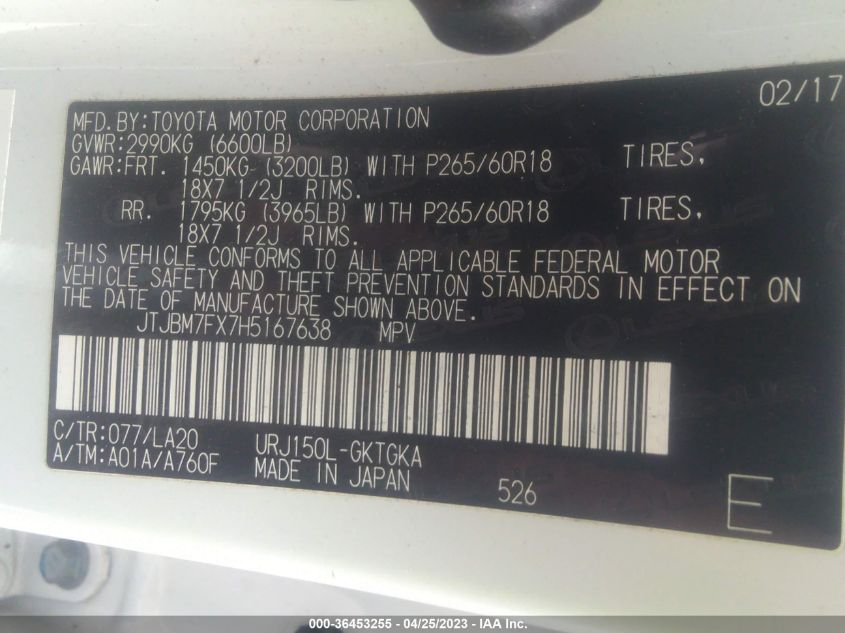 02/17
MFD.BY:TOYOTA MOTOR CORPORATION
GVWR:2990KG (6600LB)
GAWR:FRT. 1450KG (3200LB) WITH P265/60R18 TIRES,
18X7 1/2J RIMS.
RR. 1795KG (3965LB) WITH P265/60R18 TIRES,
18X7 1/2J RIMS.
THIS VEHICLE CONFORMS TO ALL APPLICABLE FEDERAL MOTOR
VEHICLE SAFETY AND THEFT PREVENTION STANDARDS IN EFFECT ON
THE DATE OF MANUFACTURE SHOWN ABOVE.
JTJBM7FX7H5167638 MPV
C/TR:077/LA20 URJ150L-GKTGKA
A/TM:A01A/A760F MADE IN JAPAN 526 E
000-36453255 | 04/25/2023 | IAA Inc.